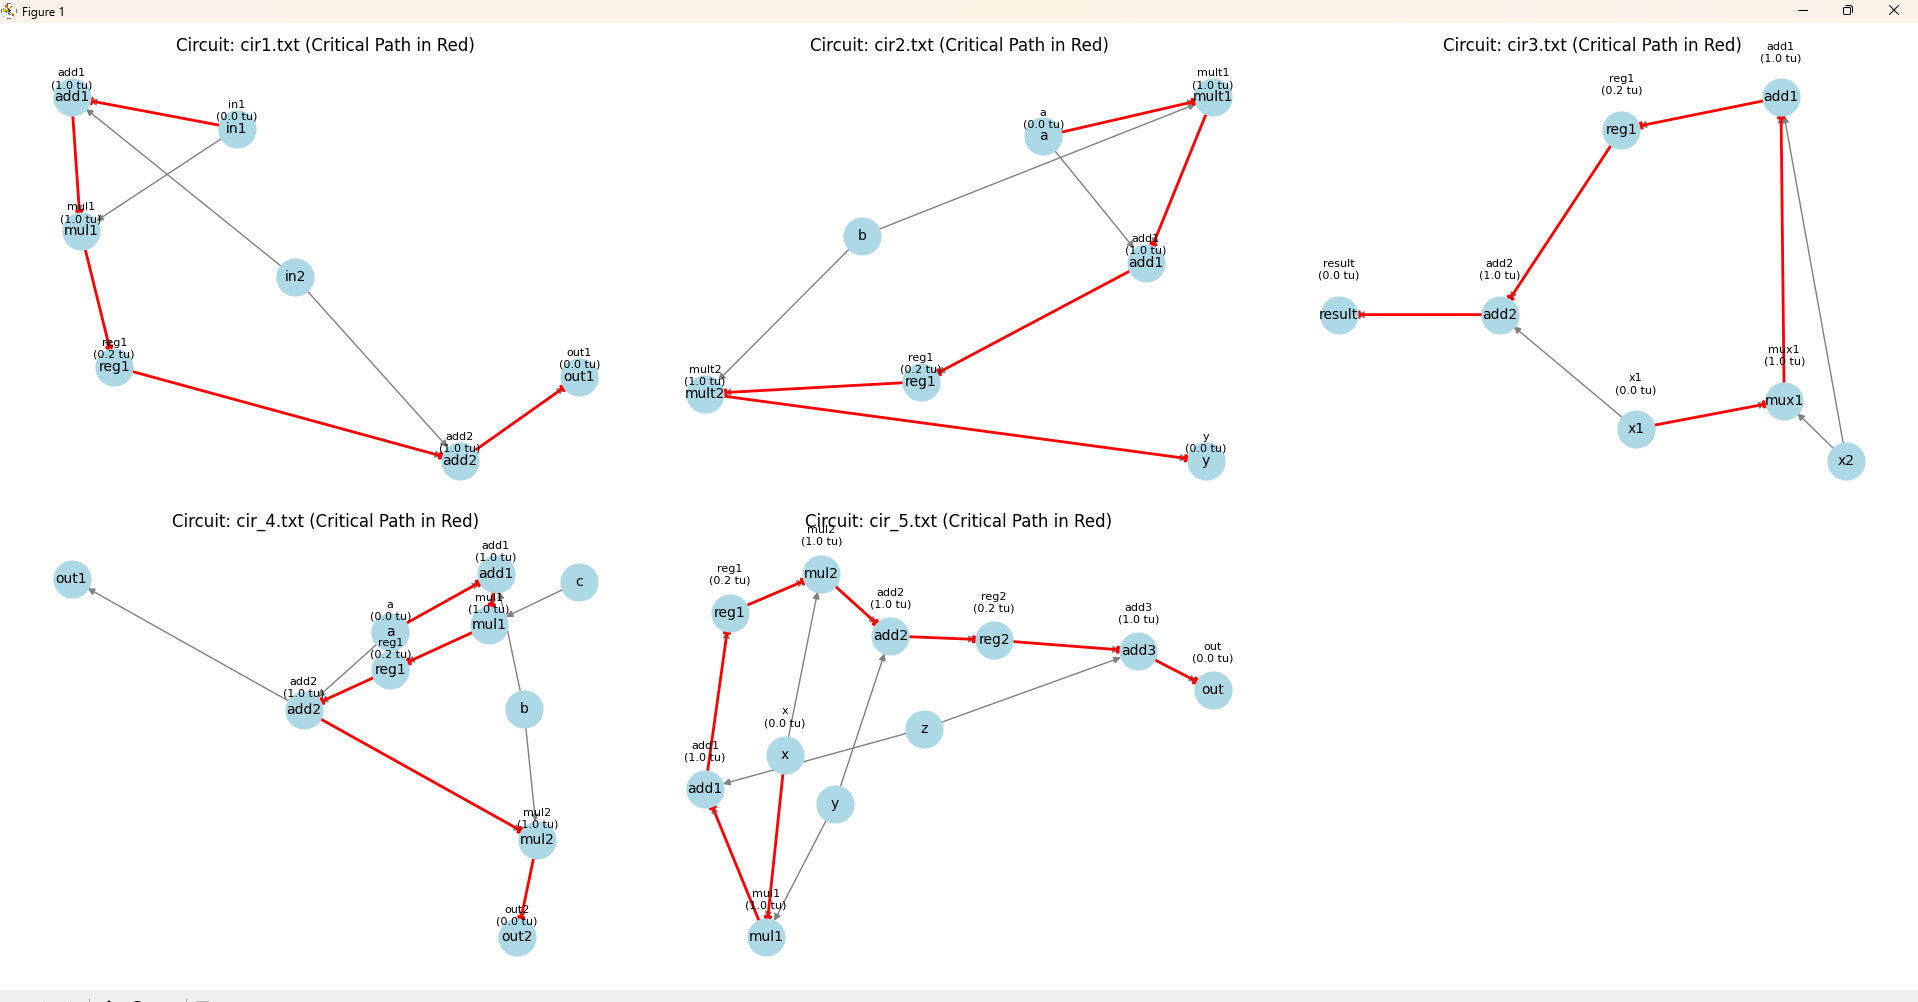 Figure 1
Circuit: cir1.txt (Critical Path in Red)
add1
(1.0 tu)
add1
in1
(0.0 tu)
in1
mul1
(1.0 tu)
mul1
in2
reg1
(0.2 tu)
reg1
out1
(0.0 tu)
out1
add2
(1.0 tu)
add2
Circuit: cir2.txt (Critical Path in Red)
mult1
(1.0 tu)
mult1
a
(0.0 tu)
a
b
add1
(1.0 tu)
add1
reg1
(0.2 tu)
reg1
mult2
(1.0 tu)
mult2
y
(0.0 tu)
y
Circuit: cir3.txt (Critical Path in Red)
add1
(1.0 tu)
add1
reg1
(0.2 tu)
reg1
result
(0.0 tu)
result
add2
(1.0 tu)
add2
mux1
(1.0 tu)
mux1
x1
(0.0 tu)
x1
x2
Circuit: cir_4.txt (Critical Path in Red)
out1
add1
(1.0 tu)
add1
c
mul1
(1.0 tu)
mul1
a
(0.0 tu)
a
reg1
(0.2 tu)
reg1
add2
(1.0 tu)
add2
b
mul2
(1.0 tu)
mul2
out2
(0.0 tu)
out2
Circuit: cir_5.txt (Critical Path in Red)
mul2
(1.0 tu)
mul2
reg1
(0.2 tu)
reg1
add2
(1.0 tu)
add2
reg2
(0.2 tu)
reg2
add3
(1.0 tu)
add3
out
(0.0 tu)
out
x
(0.0 tu)
x
z
add1
(1.0 tu)
add1
y
mul1
(1.0 tu)
mul1